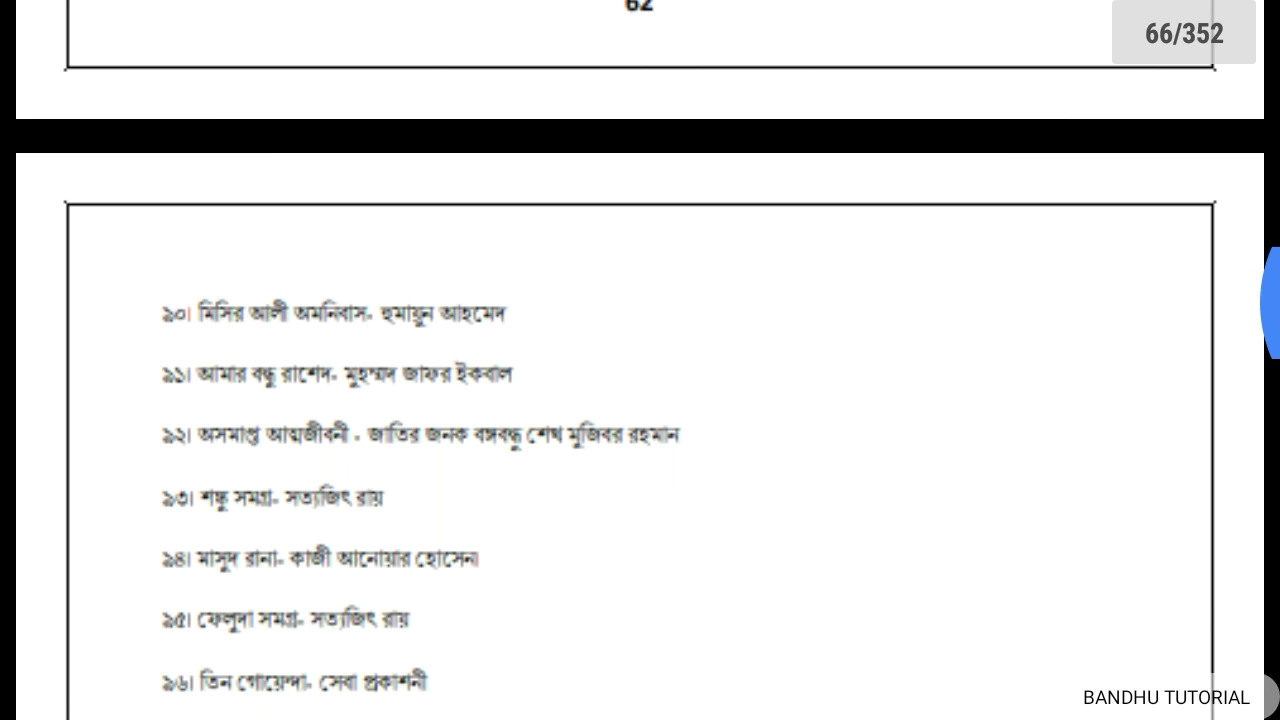 62
66/352
৯০। মিসির আলী অমনিবাস- হুমায়ুন আহমেদ
৯১। আমার বন্ধু রাশেদ- মুহম্মদ জাফর ইকবাল
৯২। অসমাপ্ত আত্মজীবনী - জাতির জনক বঙ্গবন্ধু শেখ মুজিবর রহমান
৯৩। শঙ্কু সমগ্র- সত্যজিৎ রায়
৯৪। মাসুদ রানা- কাজী আনোয়ার হোসেন।
৯৫। ফেলুদা সমগ্র- সত্যজিৎ রায়
৯৬। তিন গোয়েন্দা- সেবা প্রকাশনী
BANDHU TUTORIAL